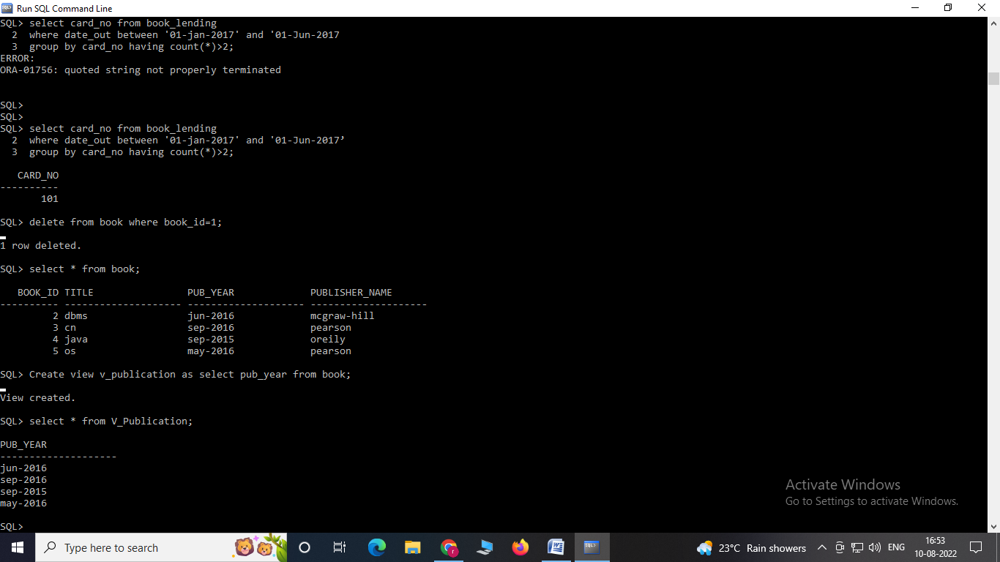 Run SQL Command Line
SQL> select card_no from book_lending
  2  where date_out between '01-jan-2017' and '01-Jun-2017
  3  group by card_no having count(*)>2;
ERROR:
ORA-01756: quoted string not properly terminated
SQL>
SQL>
SQL> select card_no from book_lending
  2  where date_out between '01-jan-2017' and '01-Jun-2017’
  3  group by card_no having count(*)>2;
   CARD_NO
----------
       101
SQL> delete from book where book_id=1;
1 row deleted.
SQL> select * from book;
   BOOK_ID TITLE                PUB_YEAR             PUBLISHER_NAME
---------- -------------------- -------------------- --------------------
         2 dbms                 jun-2016             mcgraw-hill
         3 cn                   sep-2016             pearson
         4 java                 sep-2015             oreily
         5 os                   may-2016             pearson
SQL> Create view v_publication as select pub_year from book;
View created.
SQL> select * from V_Publication;
PUB_YEAR
--------------------
jun-2016
sep-2016
sep-2015
may-2016
SQL>
Activate Windows
Go to Settings to activate Windows.
Type here to search
23°C Rain showers
ENG
16:53
10-08-2022